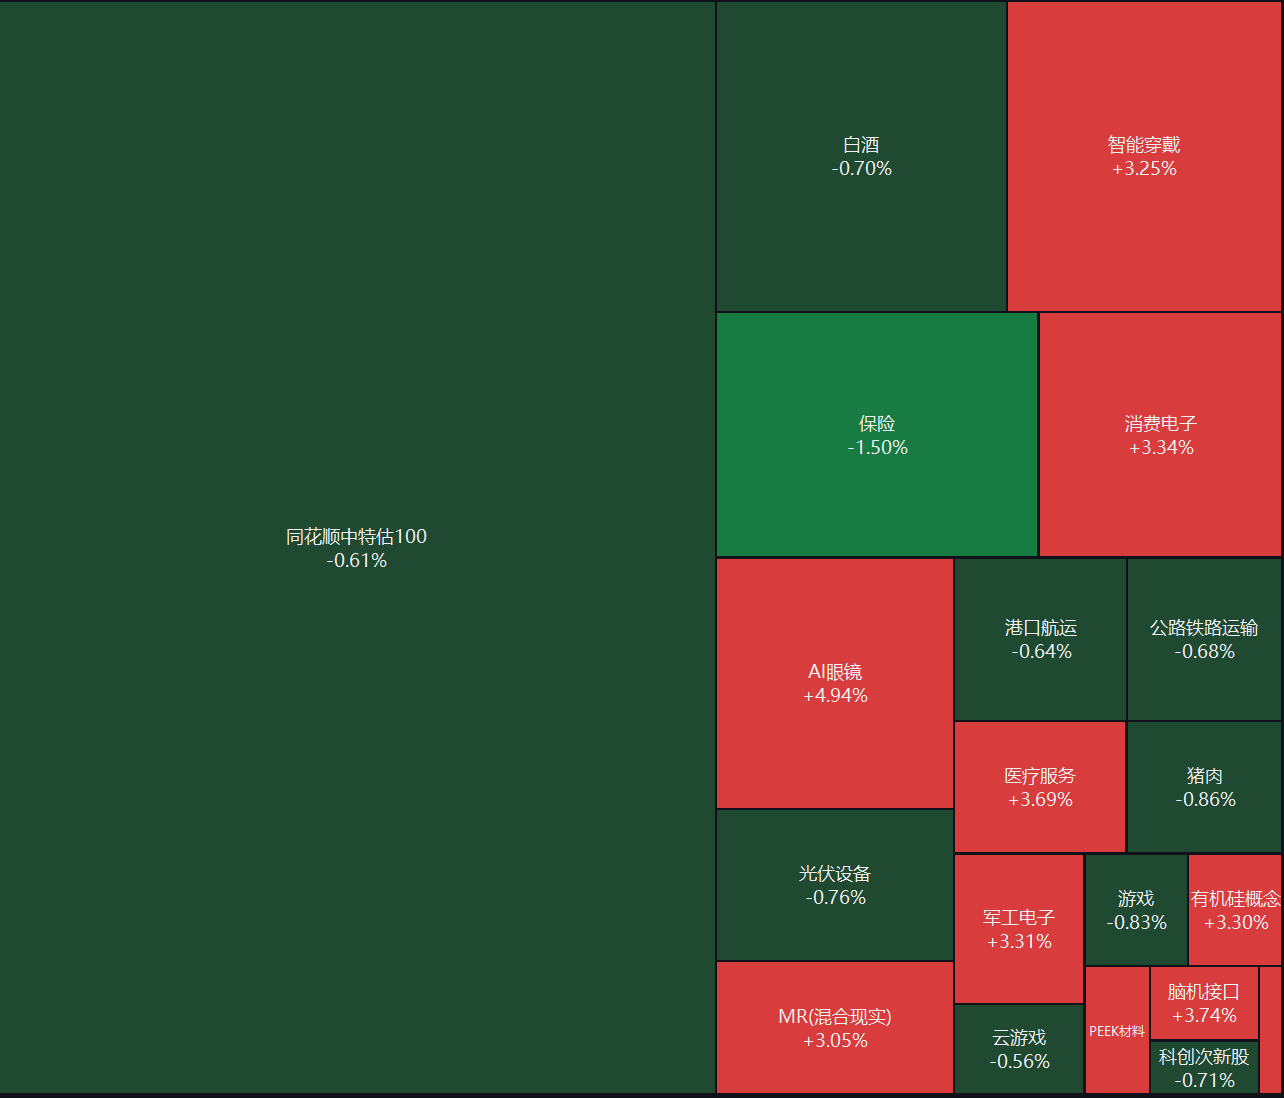 同花顺中特估100
-0.61%
白酒
-0.70%
智能穿戴
+3.25%
保险
-1.50%
消费电子
+3.34%
AI眼镜
+4.94%
港口航运
-0.64%
公路铁路运输
-0.68%
医疗服务
+3.69%
猪肉
-0.86%
光伏设备
-0.76%
MR(混合现实)
+3.05%
军工电子
+3.31%
云游戏
-0.56%
游戏
-0.83%
有机硅概念
+3.30%
PEEK材料
脑机接口
+3.74%
科创次新股
-0.71%